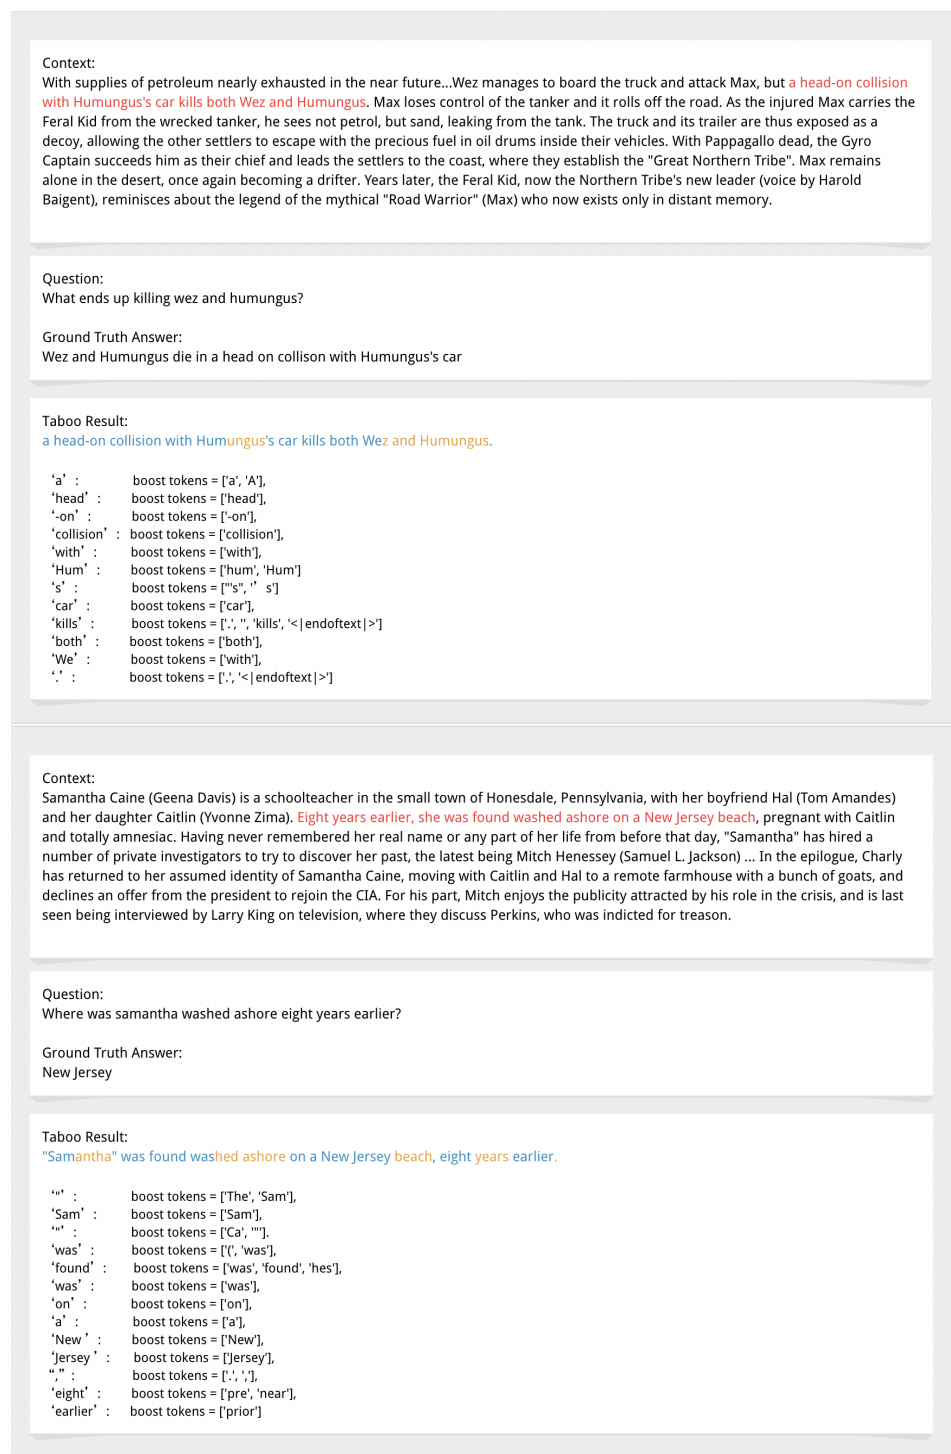 Context:
With supplies of petroleum nearly exhausted in the near future...Wez manages to board the truck and attack Max, but a head-on collision
with Humungus's car kills both Wez and Humungus. Max loses control of the tanker and it rolls off the road. As the injured Max carries the
Feral Kid from the wrecked tanker, he sees not petrol, but sand, leaking from the tank. The truck and its trailer are thus exposed as a
decoy, allowing the other settlers to escape with the precious fuel in oil drums inside their vehicles. With Pappagallo dead, the Gyro
Captain succeeds him as their chief and leads the settlers to the coast, where they establish the "Great Northern Tribe". Max remains
alone in the desert, once again becoming a drifter. Years later, the Feral Kid, now the Northern Tribe's new leader (voice by Harold
Baigent), reminisces about the legend of the mythical "Road Warrior" (Max) who now exists only in distant memory.
Question:
What ends up killing wez and humungus?
Ground Truth Answer:
Wez and Humungus die in a head on collison with Humungus's car
Taboo Result:
a head-on collision with Humungus's car kills both Wez and Humungus.
‘a’ : boost tokens = ['a', 'A'],
‘head’ : boost tokens = ['head'],
‘-on’ : boost tokens = ['-on'],
‘collision’ : boost tokens = ['collision'],
‘with’ : boost tokens = ['with'],
‘Hum’ : boost tokens = ['hum', 'Hum']
‘s’ : boost tokens = ["'s", '’ s']
‘car’ : boost tokens = ['car'],
‘kills’ : boost tokens = ['.', '', 'kills', '<|endoftext|>']
‘both’ : boost tokens = ['both'],
‘We’ : boost tokens = ['with'],
‘.’ : boost tokens = ['.', '<|endoftext|>']
Context:
Samantha Caine (Geena Davis) is a schoolteacher in the small town of Honesdale, Pennsylvania, with her boyfriend Hal (Tom Amandes)
and her daughter Caitlin (Yvonne Zima). Eight years earlier, she was found washed ashore on a New Jersey beach, pregnant with Caitlin
and totally amnesiac. Having never remembered her real name or any part of her life from before that day, "Samantha" has hired a
number of private investigators to try to discover her past, the latest being Mitch Henessey (Samuel L. Jackson) ... In the epilogue, Charly
has returned to her assumed identity of Samantha Caine, moving with Caitlin and Hal to a remote farmhouse with a bunch of goats, and
declines an offer from the president to rejoin the CIA. For his part, Mitch enjoys the publicity attracted by his role in the crisis, and is last
seen being interviewed by Larry King on television, where they discuss Perkins, who was indicted for treason.
Question:
Where was samantha washed ashore eight years earlier?
Ground Truth Answer:
New Jersey
Taboo Result:
"Samantha" was found washed ashore on a New Jersey beach, eight years earlier.
‘"’ : boost tokens = ['The', 'Sam'],
‘Sam’ : boost tokens = ['Sam'],
‘"’ : boost tokens = ['Ca', '"'].
‘was’ : boost tokens = ['(', 'was'],
‘found’ : boost tokens = ['was', 'found', 'hes'],
‘was’ : boost tokens = ['was'],
‘on’ : boost tokens = ['on'],
‘a’ : boost tokens = ['a'],
‘New ’ : boost tokens = ['New'],
‘Jersey ’ : boost tokens = ['Jersey'],
“,” : boost tokens = ['.', ','],
‘eight’ : boost tokens = ['pre', 'near'],
‘earlier’ : boost tokens = ['prior']